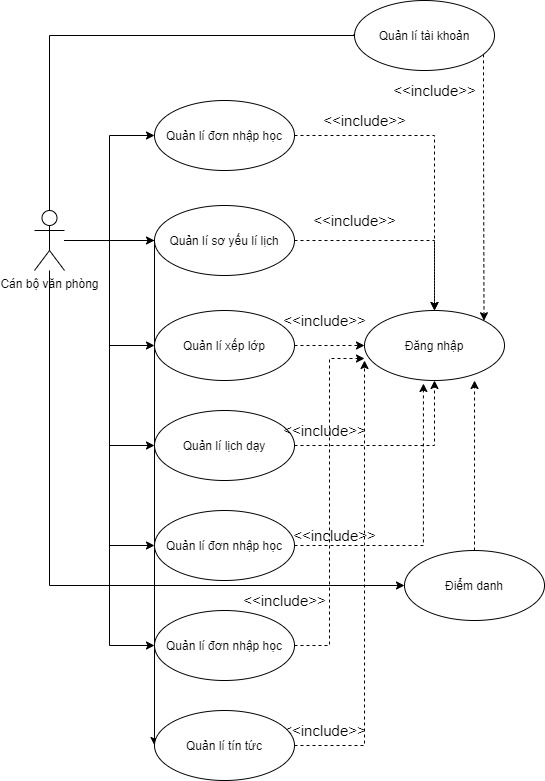 Quản lí tài khoản
<<include>>
<<include>>
Quản lí đơn nhập học
<<include>>
Quản lí sơ yếu lí lịch
Cán bộ văn phòng
<<include>>
Quản lí xếp lớp
Đăng nhập
<<include>>
Quản lí lịch dạy
<<include>>
Quản lí đơn nhập học
Điểm danh
<<include>>
Quản lí đơn nhập học
<<include>>
Quản lí tín tức